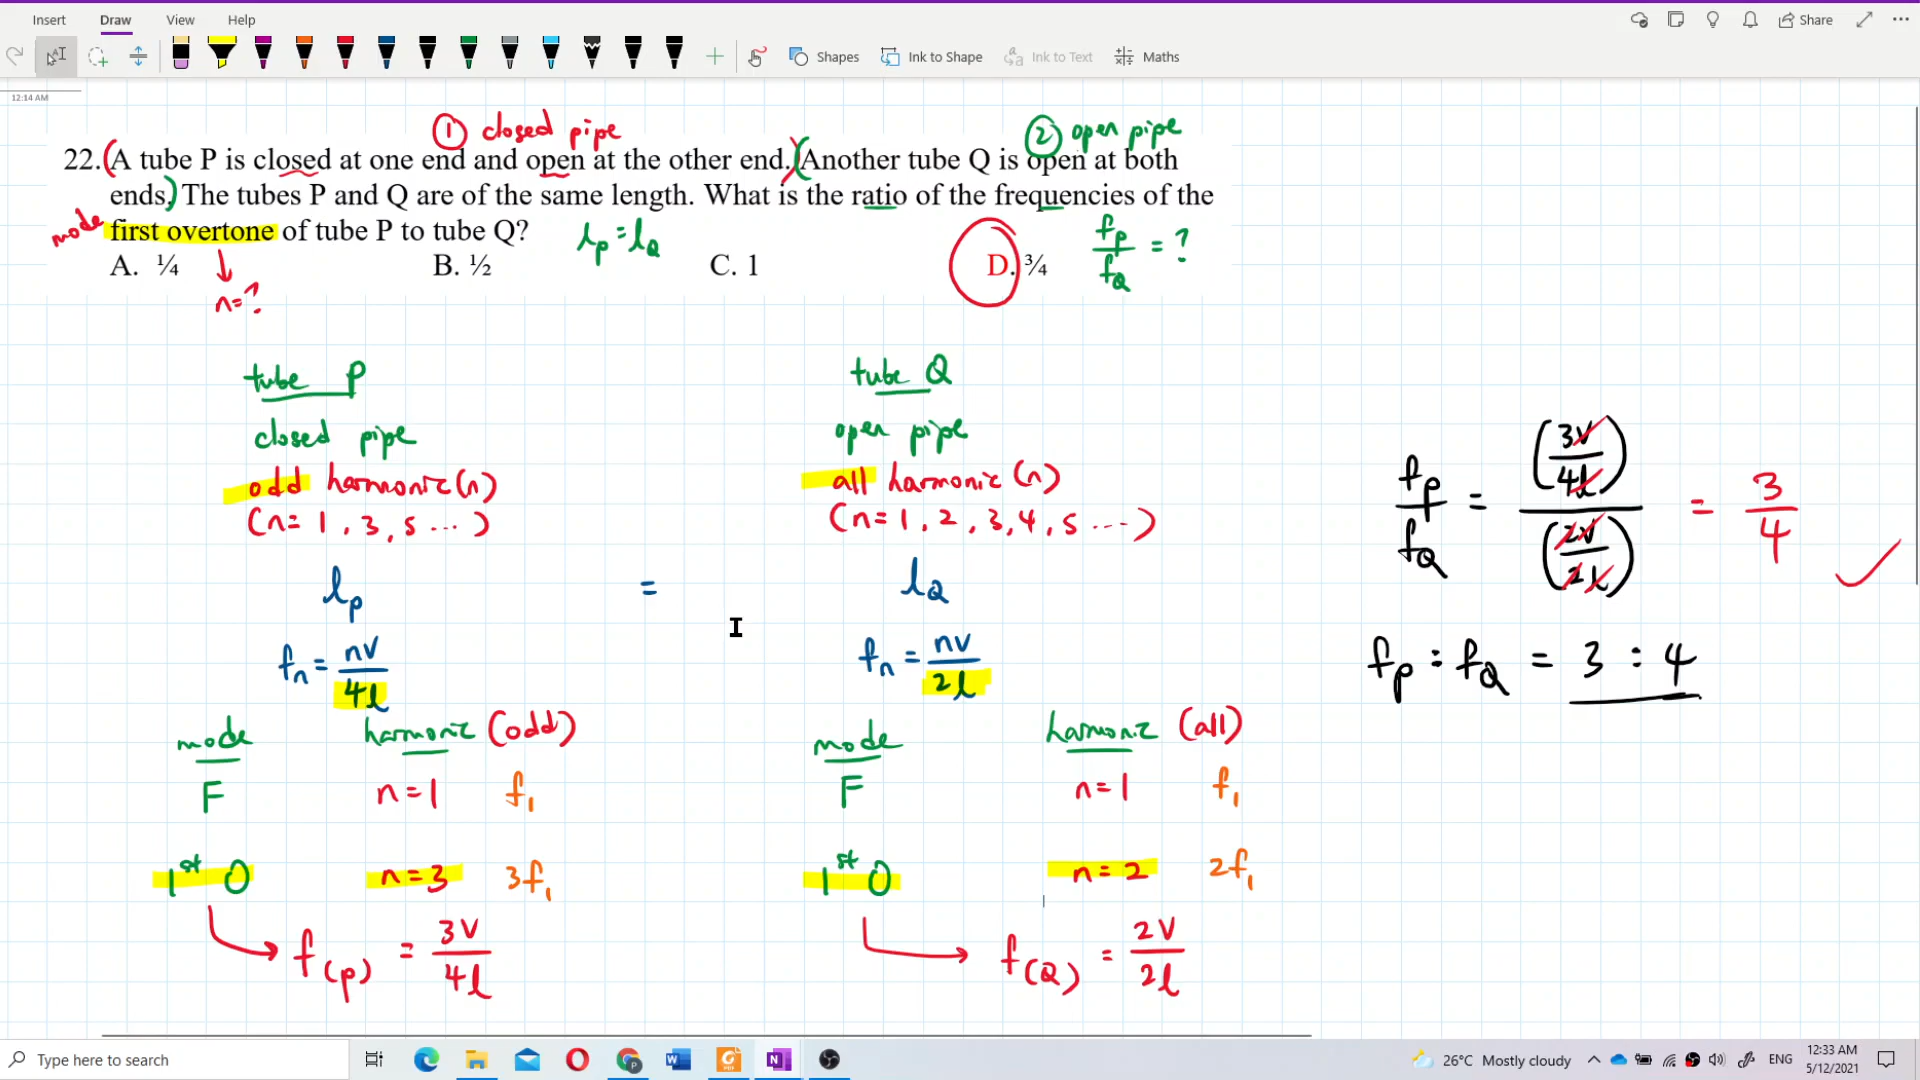 Insert Draw View Help
Share
Shapes Ink to Shape Ink to Text Maths
12:14 AM
① closed pipe ② open pipe
22. (A tube P is closed at one end and open at the other end.) (Another tube Q is open at both
ends.) The tubes P and Q are of the same length. What is the ratio of the frequencies of the
mode first overtone of tube P to tube Q? lp = lQ fp/fQ = ?
A. ¼ B. ½ C. 1 D. ¾
n = ?
tube P tube Q
closed pipe open pipe
odd harmonic (n) all harmonic (n)
(n = 1, 3, 5 ...) (n = 1, 2, 3, 4, 5 ....)
fp/fQ = (3v/4l)/(2v/2l) = 3/4
lp = lQ
fn = nv/4l fn = nv/2l
fp : fQ = 3 : 4
mode harmonic (odd) mode harmonic (all)
F n = 1 f1 F n = 1 f1
1st O n = 3 3f1 1st O n = 2 2f1
f(p) = 3v/4l f(Q) = 2v/2l
Type here to search
26°C Mostly cloudy ENG 12:33 AM
5/12/2021